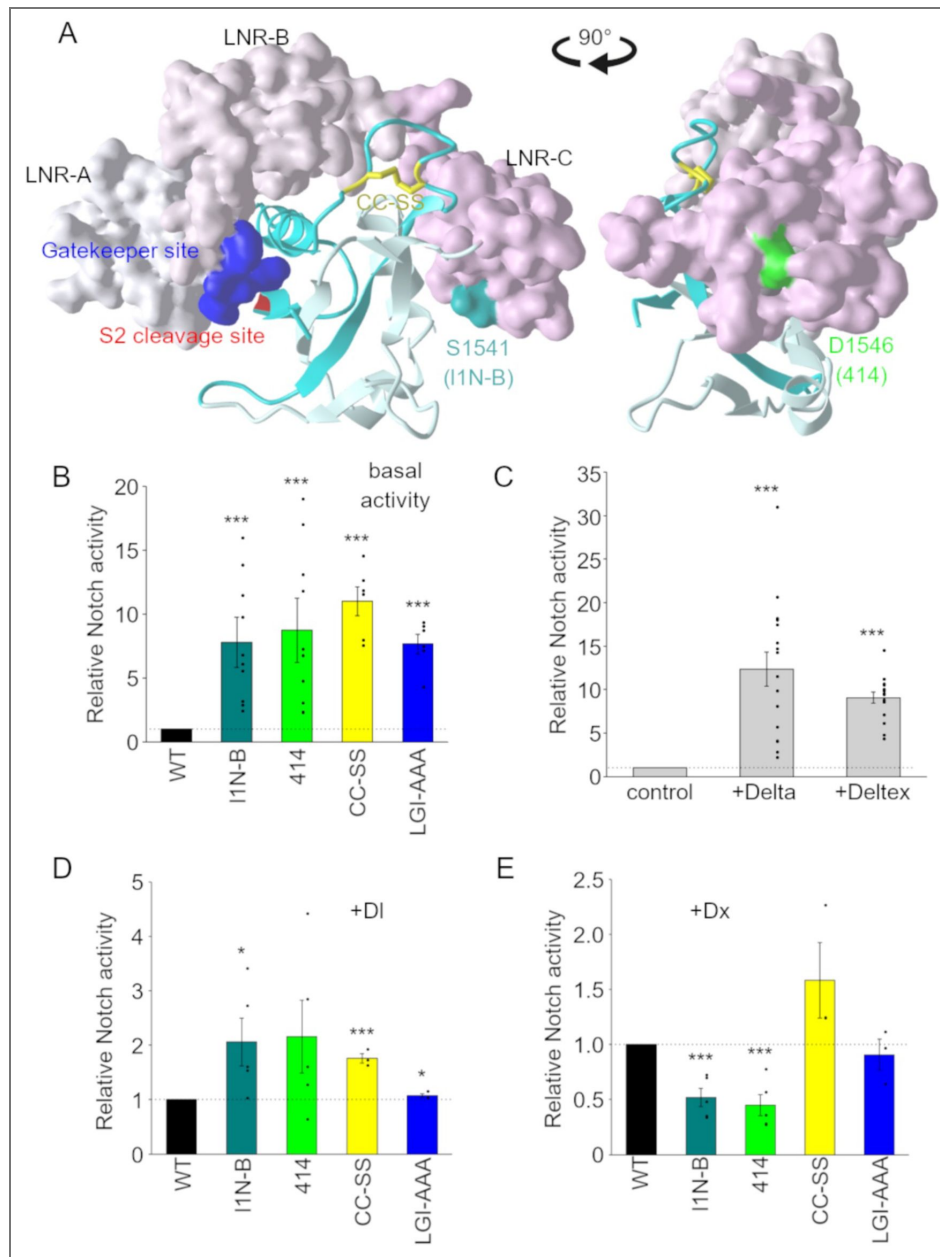 A
LNR-B
90°
LNR-A
LNR-C
CC-SS
Gatekeeper site
S2 cleavage site
S1541
(I1N-B)
D1546
(414)
B
basal
activity
Relative Notch activity
20
15
10
5
0
***
***
***
***
WT
I1N-B
414
CC-SS
LGI-AAA
C
Relative Notch activity
35
30
25
20
15
10
5
0
***
***
control
+Delta
+Deltex
D
+Dl
Relative Notch activity
5
4
3
2
1
0
*
***
*
WT
I1N-B
414
CC-SS
LGI-AAA
E
+Dx
Relative Notch activity
2.5
2.0
1.5
1.0
0.5
0
***
***
WT
I1N-B
414
CC-SS
LGI-AAA